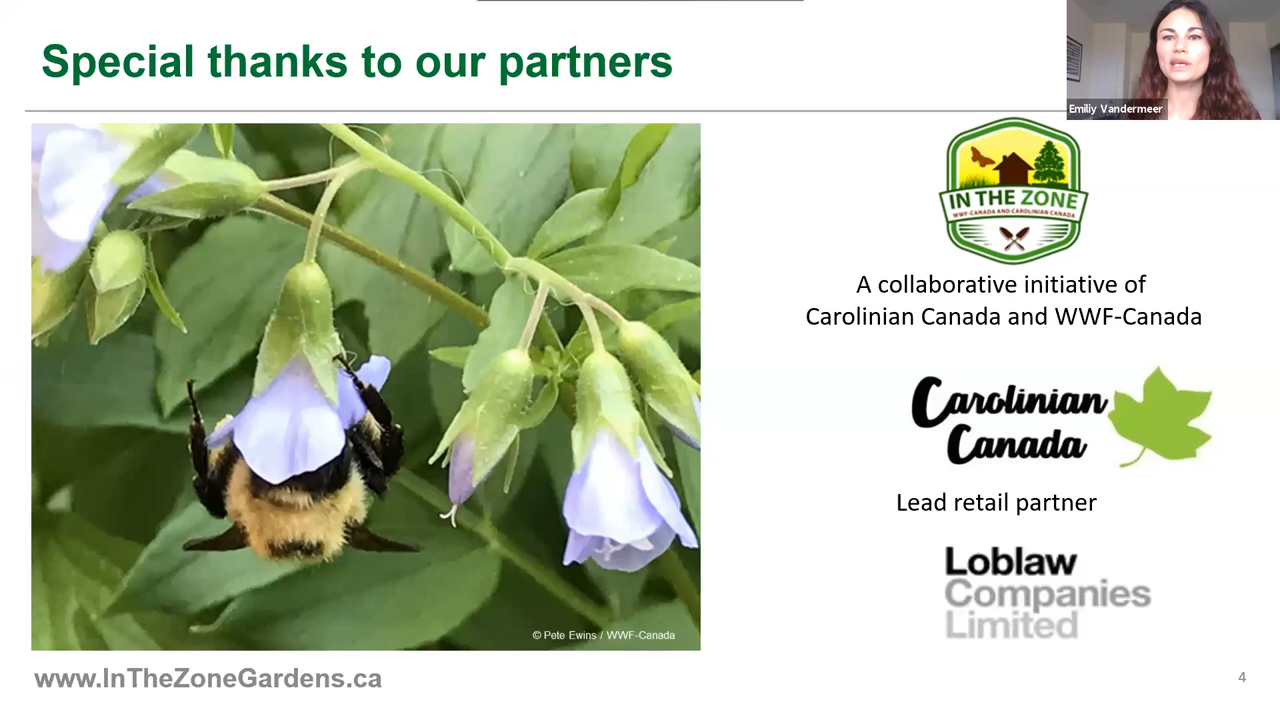 Special thanks to our partners
Emiliy Vandermeer
IN THE ZONE
WWF-CANADA AND CAROLINIAN CANADA
A collaborative initiative of
Carolinian Canada and WWF-Canada
Carolinian
Canada
Lead retail partner
Loblaw
Companies
Limited
© Pete Ewins / WWF-Canada
www.InTheZoneGardens.ca
4